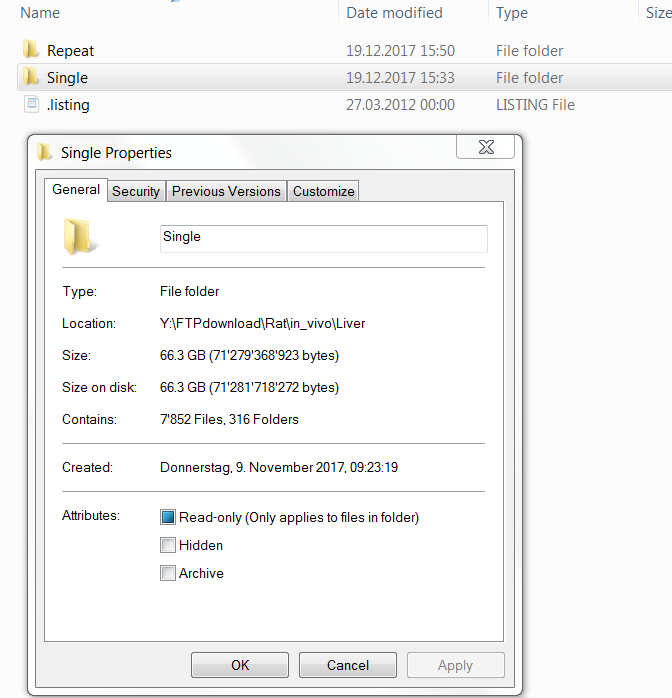 Name Date modified Type Size
Repeat 19.12.2017 15:50 File folder
Single 19.12.2017 15:33 File folder
.listing 27.03.2012 00:00 LISTING File
Single Properties
General Security Previous Versions Customize
Single
Type: File folder
Location: Y:\FTPdownload\Rat\in_vivo\Liver
Size: 66.3 GB (71'279'368'923 bytes)
Size on disk: 66.3 GB (71'281'718'272 bytes)
Contains: 7'852 Files, 316 Folders
Created: Donnerstag, 9. November 2017, 09:23:19
Attributes: Read-only (Only applies to files in folder)
Hidden
Archive
OK Cancel Apply